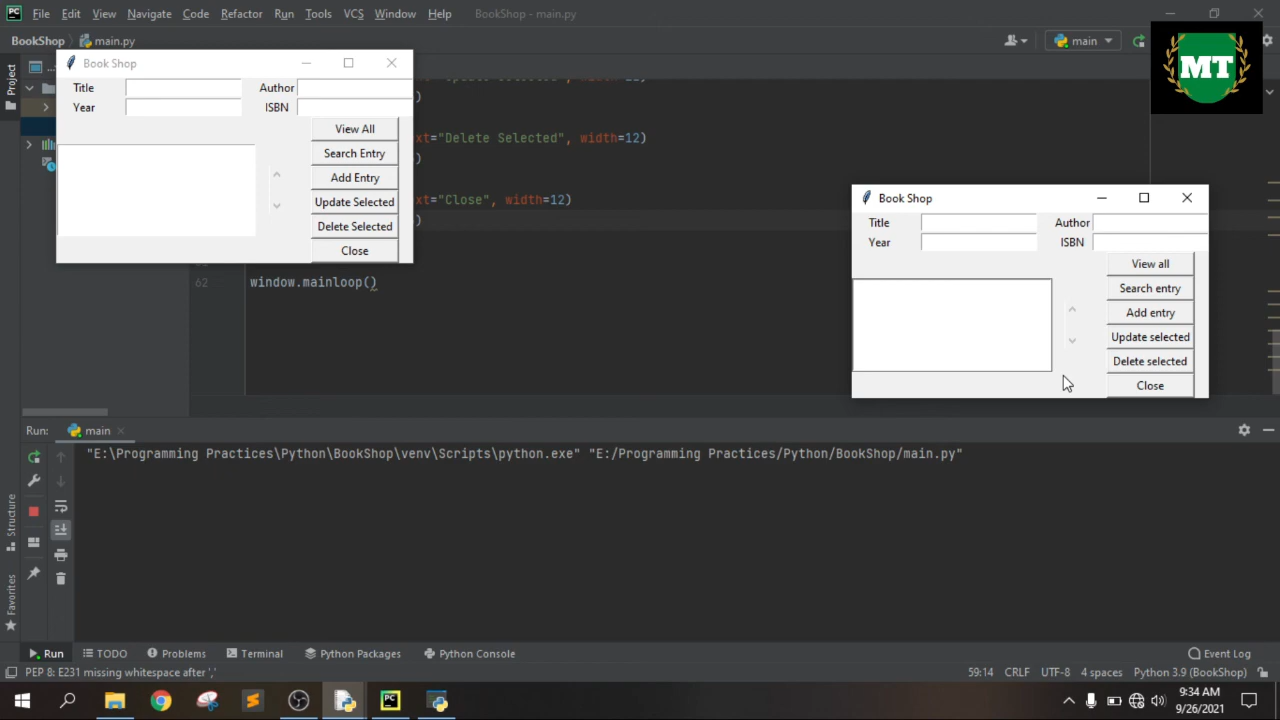 PC File Edit View Navigate Code Refactor Run Tools VCS Window Help BookShop - main.py
BookShop main.py main
MT
Project
Book Shop
Title Author
Year ISBN
View All
Search Entry
Add Entry
Update Selected
Delete Selected
Close
)
xt="Delete Selected", width=12)
)
xt="Close", width=12)
)
62 window.mainloop()
Book Shop
Title Author
Year ISBN
View all
Search entry
Add entry
Update selected
Delete selected
Close
Run: main
"E:\Programming Practices\Python\BookShop\venv\Scripts\python.exe" "E:/Programming Practices/Python/BookShop/main.py"
Structure
Favorites
Run TODO Problems Terminal Python Packages Python Console Event Log
PEP 8: E231 missing whitespace after ',' 59:14 CRLF UTF-8 4 spaces Python 3.9 (BookShop)
PC
9:34 AM
9/26/2021